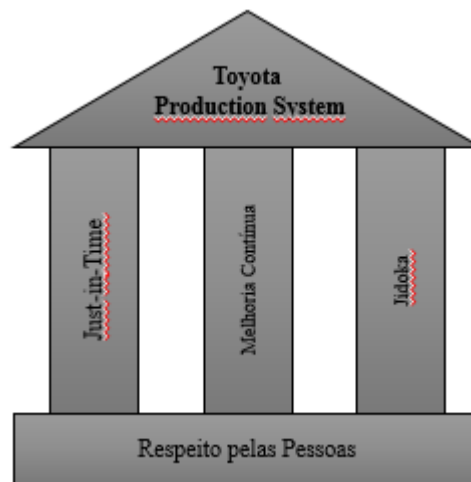 Toyota
Production System
Just-in-Time
Melhoria Contínua
Jidoka
Respeito pelas Pessoas